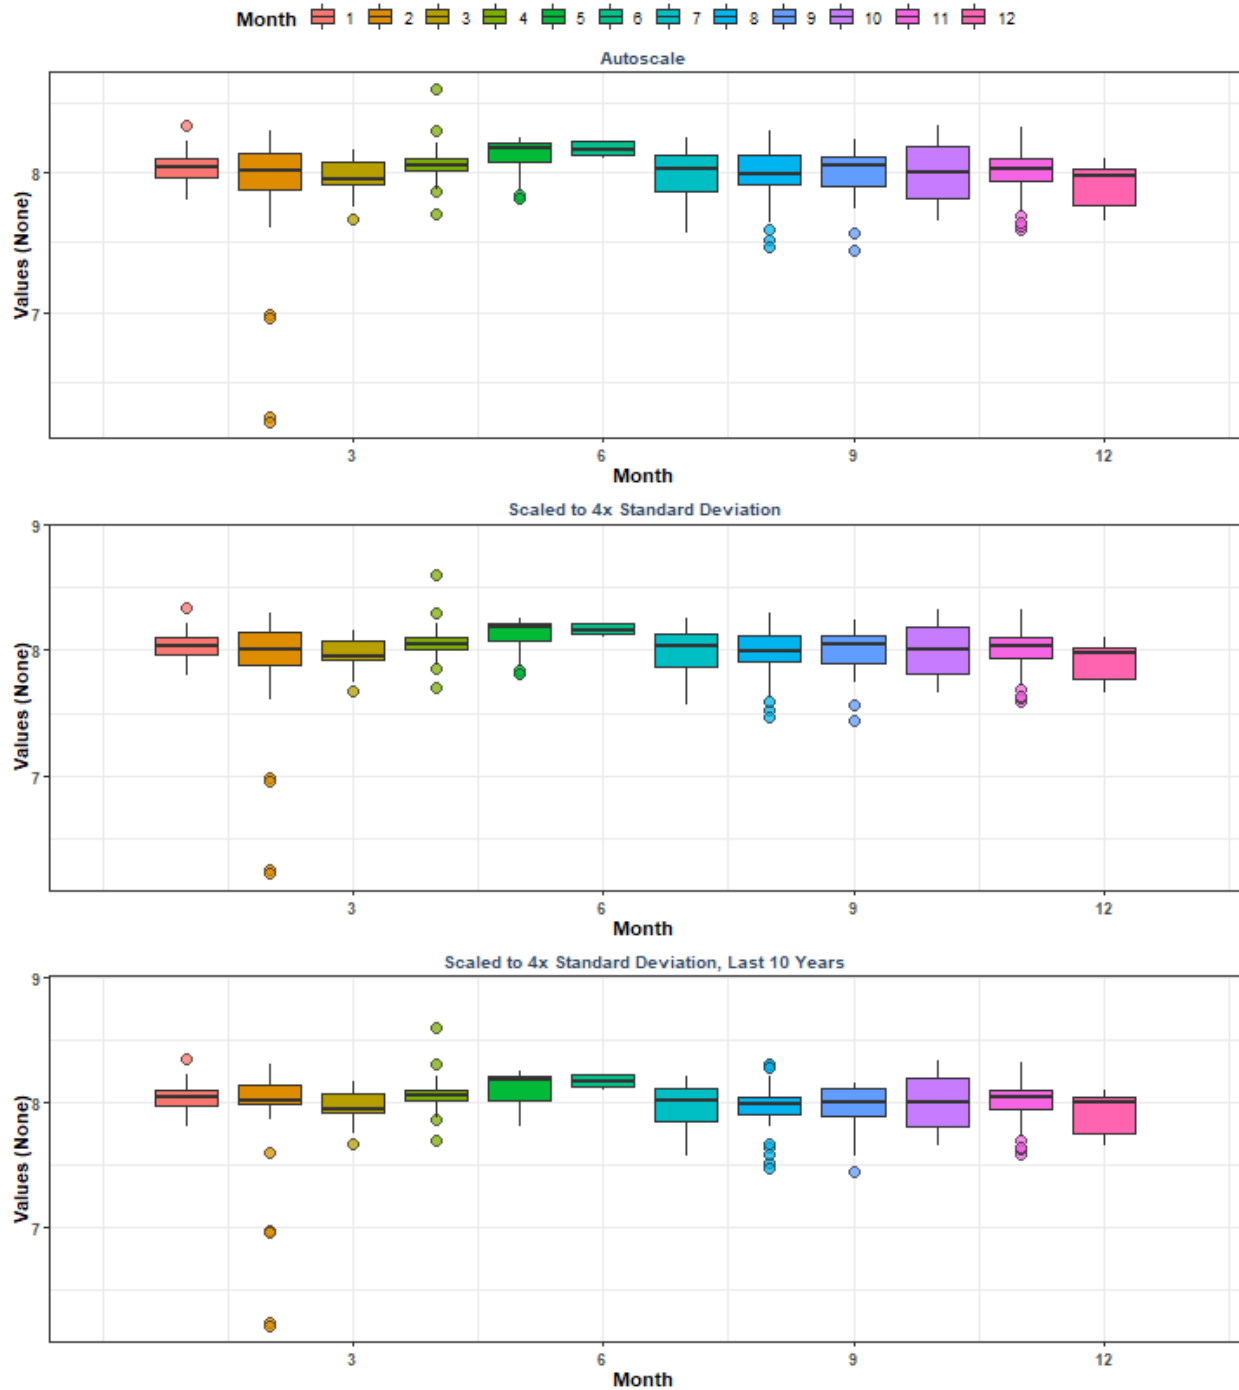 Month 1 2 3 4 5 6 7 8 9 10 11 12
Autoscale
Values (None)
8
7
3 6 9 12
Month
Scaled to 4x Standard Deviation
Values (None)
9
8
7
3 6 9 12
Month
Scaled to 4x Standard Deviation, Last 10 Years
Values (None)
9
8
7
3 6 9 12
Month